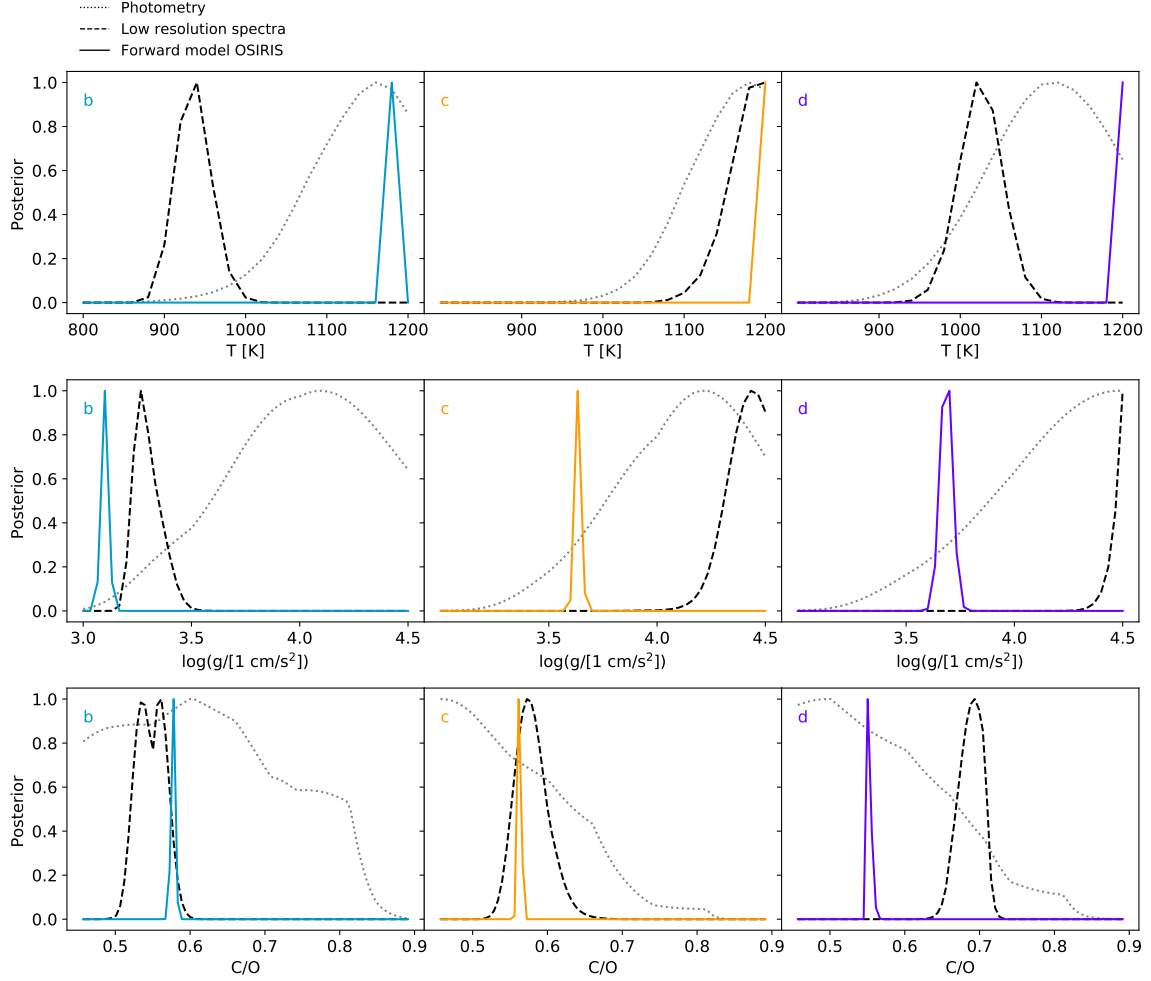 Photometry
Low resolution spectra
Forward model OSIRIS
Posterior
1.0
0.8
0.6
0.4
0.2
0.0
b
c
d
800 900 1000 1100 1200
900 1000 1100 1200
900 1000 1100 1200
T [K]
T [K]
T [K]
Posterior
1.0
0.8
0.6
0.4
0.2
0.0
b
c
d
3.0 3.5 4.0 4.5
3.5 4.0 4.5
3.5 4.0 4.5
log(g/[1 cm/s²])
log(g/[1 cm/s²])
log(g/[1 cm/s²])
Posterior
1.0
0.8
0.6
0.4
0.2
0.0
b
c
d
0.5 0.6 0.7 0.8 0.9
0.5 0.6 0.7 0.8 0.9
0.5 0.6 0.7 0.8 0.9
C/O
C/O
C/O